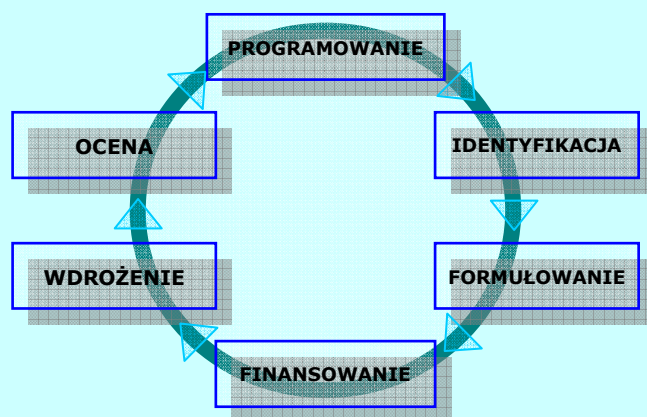 PROGRAMOWANIE
IDENTYFIKACJA
FORMUŁOWANIE
FINANSOWANIE
WDROŻENIE
OCENA